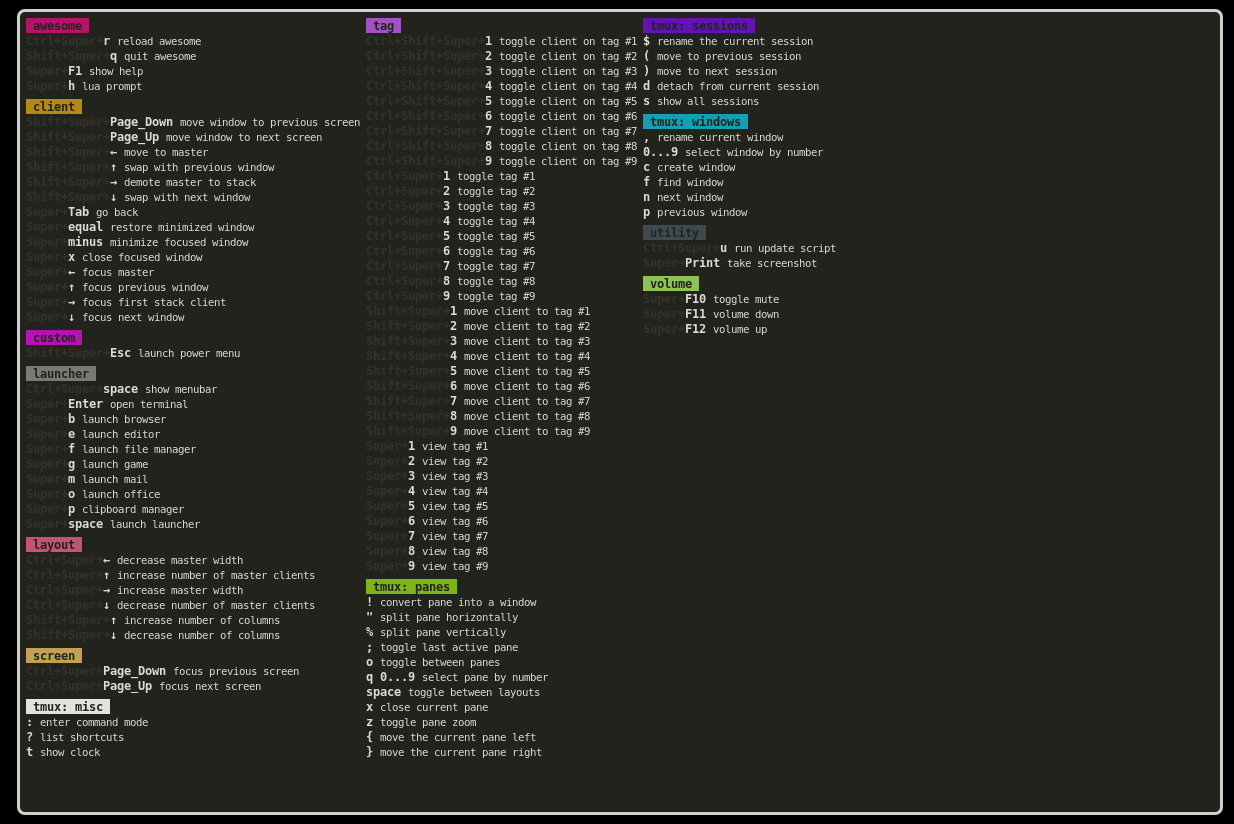 awesome
Ctrl+Super+r reload awesome
Shift+Super+q quit awesome
Super+F1 show help
Super+h lua prompt
client
Shift+Super+Page_Down move window to previous screen
Shift+Super+Page_Up move window to next screen
Shift+Super+← move to master
Shift+Super+↑ swap with previous window
Shift+Super+→ demote master to stack
Shift+Super+↓ swap with next window
Super+Tab go back
Super+equal restore minimized window
Super+minus minimize focused window
Super+x close focused window
Super+← focus master
Super+↑ focus previous window
Super+→ focus first stack client
Super+↓ focus next window
custom
Shift+Super+Esc launch power menu
launcher
Ctrl+Super+space show menubar
Super+Enter open terminal
Super+b launch browser
Super+e launch editor
Super+f launch file manager
Super+g launch game
Super+m launch mail
Super+o launch office
Super+p clipboard manager
Super+space launch launcher
layout
Ctrl+Super+← decrease master width
Ctrl+Super+↑ increase number of master clients
Ctrl+Super+→ increase master width
Ctrl+Super+↓ decrease number of master clients
Shift+Super+↑ increase number of columns
Shift+Super+↓ decrease number of columns
screen
Ctrl+Super+Page_Down focus previous screen
Ctrl+Super+Page_Up focus next screen
tmux: misc
: enter command mode
? list shortcuts
t show clock
tag
Ctrl+Shift+Super+1 toggle client on tag #1
Ctrl+Shift+Super+2 toggle client on tag #2
Ctrl+Shift+Super+3 toggle client on tag #3
Ctrl+Shift+Super+4 toggle client on tag #4
Ctrl+Shift+Super+5 toggle client on tag #5
Ctrl+Shift+Super+6 toggle client on tag #6
Ctrl+Shift+Super+7 toggle client on tag #7
Ctrl+Shift+Super+8 toggle client on tag #8
Ctrl+Shift+Super+9 toggle client on tag #9
Ctrl+Super+1 toggle tag #1
Ctrl+Super+2 toggle tag #2
Ctrl+Super+3 toggle tag #3
Ctrl+Super+4 toggle tag #4
Ctrl+Super+5 toggle tag #5
Ctrl+Super+6 toggle tag #6
Ctrl+Super+7 toggle tag #7
Ctrl+Super+8 toggle tag #8
Ctrl+Super+9 toggle tag #9
Shift+Super+1 move client to tag #1
Shift+Super+2 move client to tag #2
Shift+Super+3 move client to tag #3
Shift+Super+4 move client to tag #4
Shift+Super+5 move client to tag #5
Shift+Super+6 move client to tag #6
Shift+Super+7 move client to tag #7
Shift+Super+8 move client to tag #8
Shift+Super+9 move client to tag #9
Super+1 view tag #1
Super+2 view tag #2
Super+3 view tag #3
Super+4 view tag #4
Super+5 view tag #5
Super+6 view tag #6
Super+7 view tag #7
Super+8 view tag #8
Super+9 view tag #9
tmux: panes
! convert pane into a window
" split pane horizontally
% split pane vertically
; toggle last active pane
o toggle between panes
q 0...9 select pane by number
space toggle between layouts
x close current pane
z toggle pane zoom
{ move the current pane left
} move the current pane right
tmux: sessions
$ rename the current session
( move to previous session
) move to next session
d detach from current session
s show all sessions
tmux: windows
, rename current window
0...9 select window by number
c create window
f find window
n next window
p previous window
utility
Ctrl+Super+u run update script
Super+Print take screenshot
volume
Super+F10 toggle mute
Super+F11 volume down
Super+F12 volume up